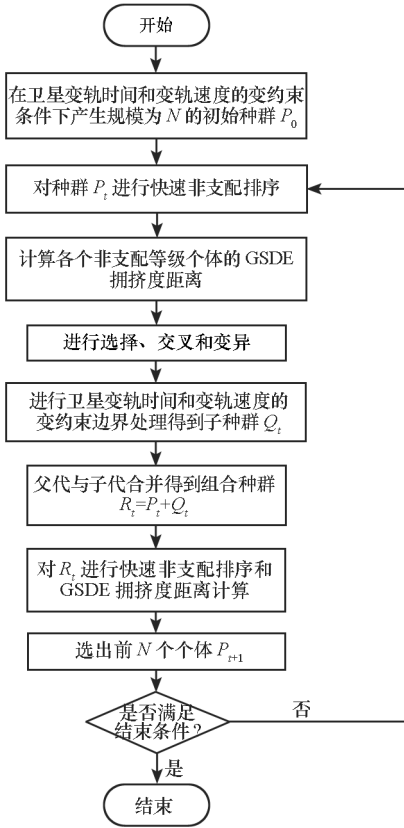 开始
在卫星变轨时间和变轨速度的变约束
条件下产生规模为 N 的初始种群 P₀
对种群 Pₜ 进行快速非支配排序
计算各个非支配等级个体的 GSDE
拥挤度距离
进行选择、交叉和变异
进行卫星变轨时间和变轨速度的
变约束边界处理得到子种群 Qₜ
父代与子代合并得到组合种群
Rₜ=Pₜ+Qₜ
对 Rₜ 进行快速非支配排序和
GSDE 拥挤度距离计算
选出前 N 个个体 Pₜ₊₁
是否满足
结束条件?
否
是
结束